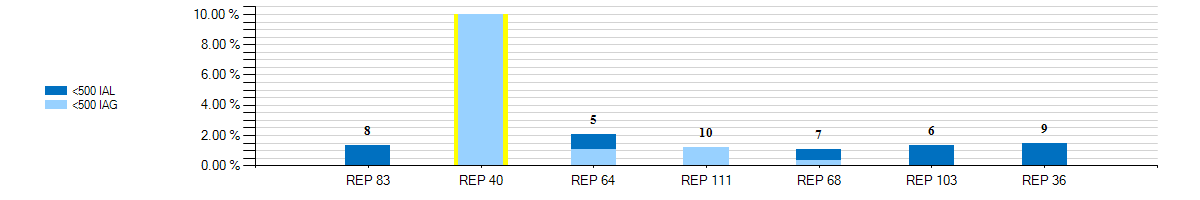 10.00 %
8.00 %
6.00 %
4.00 %
2.00 %
0.00 %
<500 IAL
<500 IAG
8
5
10
7
6
9
REP 83
REP 40
REP 64
REP 111
REP 68
REP 103
REP 36